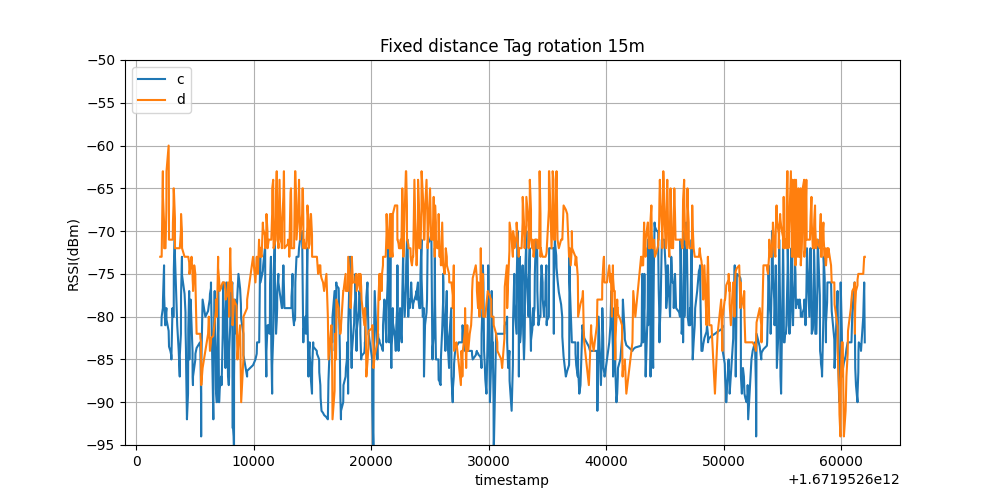 Fixed distance Tag rotation 15m
−50
−55
−60
−65
−70
−75
−80
−85
−90
−95
RSSI(dBm)
c
d
0
10000
20000
30000
40000
50000
60000
timestamp
+1.6719526e12